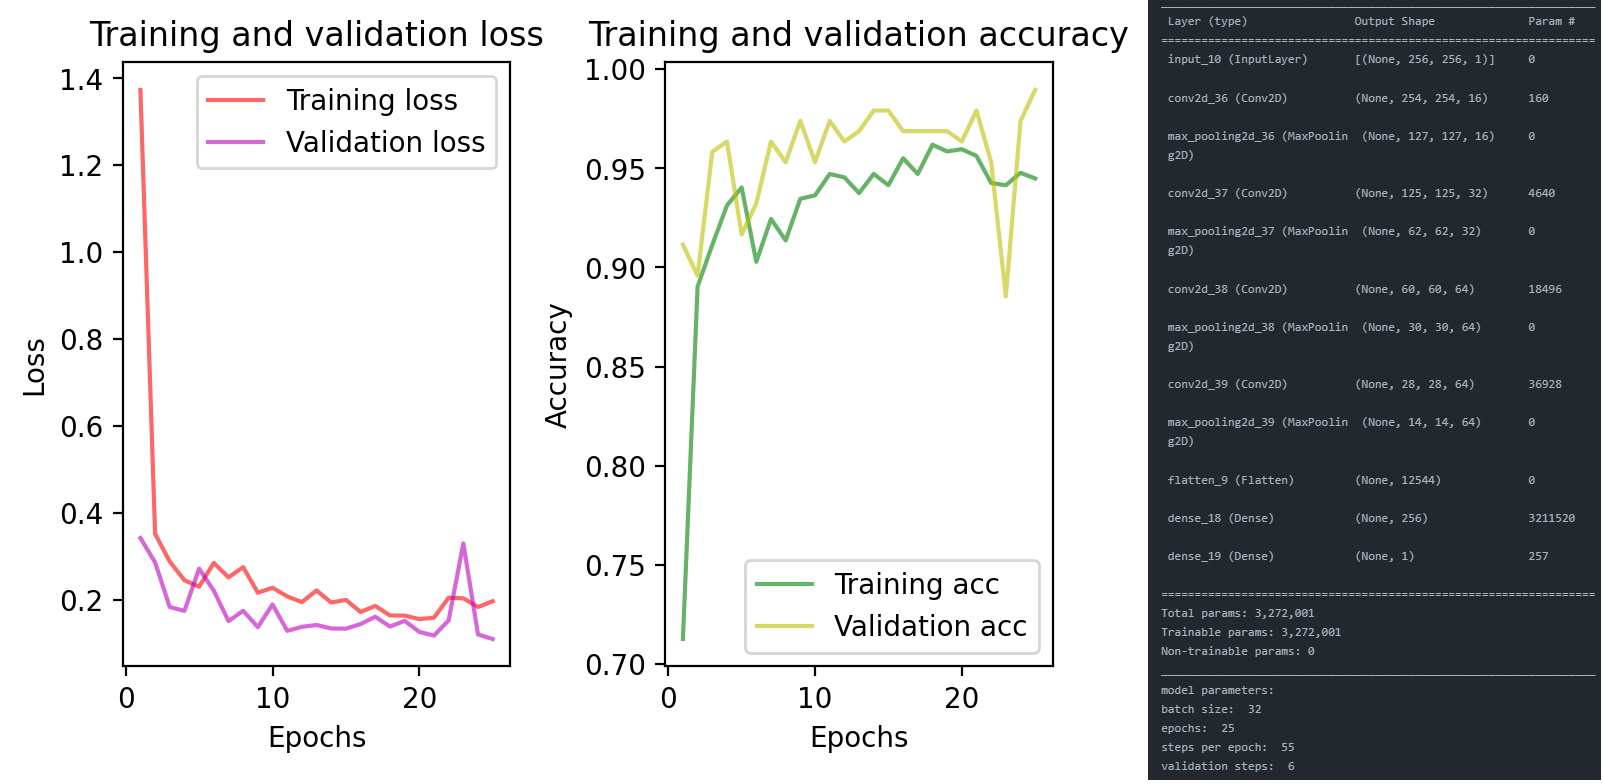 Training and validation loss
1.4
1.2
1.0
0.8
0.6
0.4
0.2
Loss
0 10 20
Epochs
Training loss
Validation loss
Training and validation accuracy
1.00
0.95
0.90
0.85
0.80
0.75
0.70
Accuracy
0 10 20
Epochs
Training acc
Validation acc
Layer (type) Output Shape Param #
=================================================================
input_10 (InputLayer) [(None, 256, 256, 1)] 0
conv2d_36 (Conv2D) (None, 254, 254, 16) 160
max_pooling2d_36 (MaxPoolin (None, 127, 127, 16) 0
g2D)
conv2d_37 (Conv2D) (None, 125, 125, 32) 4640
max_pooling2d_37 (MaxPoolin (None, 62, 62, 32) 0
g2D)
conv2d_38 (Conv2D) (None, 60, 60, 64) 18496
max_pooling2d_38 (MaxPoolin (None, 30, 30, 64) 0
g2D)
conv2d_39 (Conv2D) (None, 28, 28, 64) 36928
max_pooling2d_39 (MaxPoolin (None, 14, 14, 64) 0
g2D)
flatten_9 (Flatten) (None, 12544) 0
dense_18 (Dense) (None, 256) 3211520
dense_19 (Dense) (None, 1) 257
=================================================================
Total params: 3,272,001
Trainable params: 3,272,001
Non-trainable params: 0
_________________________________________________________________
model parameters:
batch size:  32
epochs:  25
steps per epoch:  55
validation steps:  6